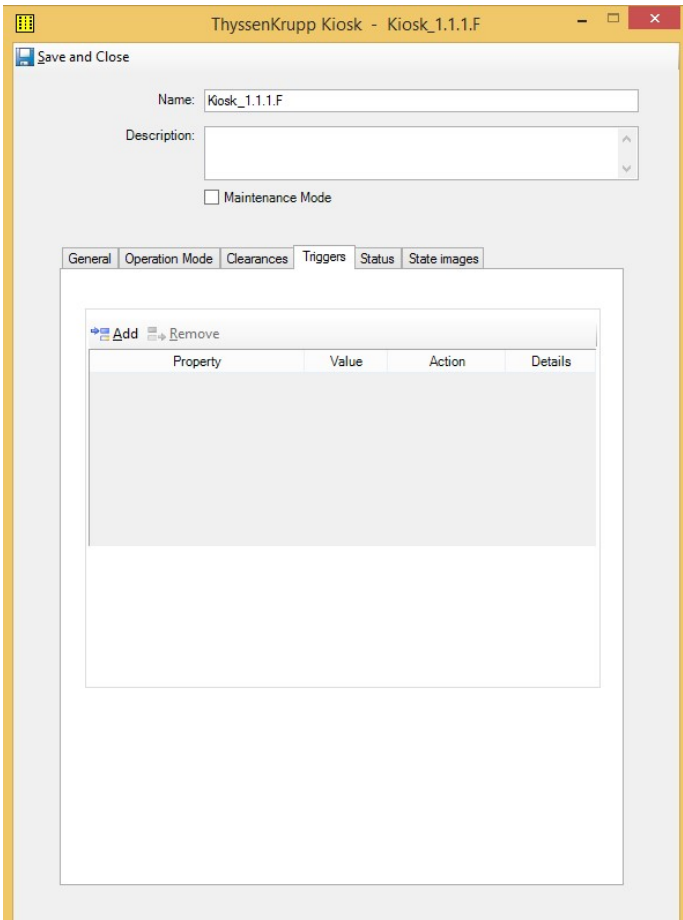 ThyssenKrupp Kiosk - Kiosk_1.1.1.F
Save and Close
Name: Kiosk_1.1.1.F
Description:
Maintenance Mode
General Operation Mode Clearances Triggers Status State images
Add Remove
Property Value Action Details